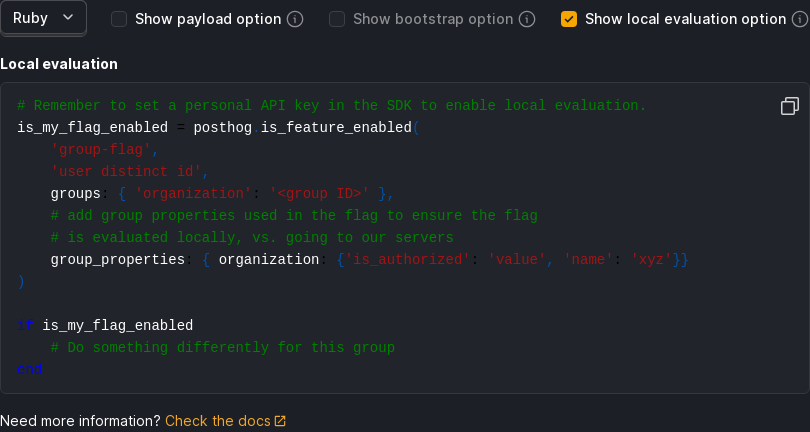 Ruby Show payload option Show bootstrap option Show local evaluation option
Local evaluation
# Remember to set a personal API key in the SDK to enable local evaluation.
is_my_flag_enabled = posthog.is_feature_enabled(
    'group-flag',
    'user distinct id',
    groups: { 'organization': '<group ID>' },
    # add group properties used in the flag to ensure the flag
    # is evaluated locally, vs. going to our servers
    group_properties: { organization: {'is_authorized': 'value', 'name': 'xyz'}}
)
if is_my_flag_enabled
    # Do something differently for this group
end
Need more information? Check the docs